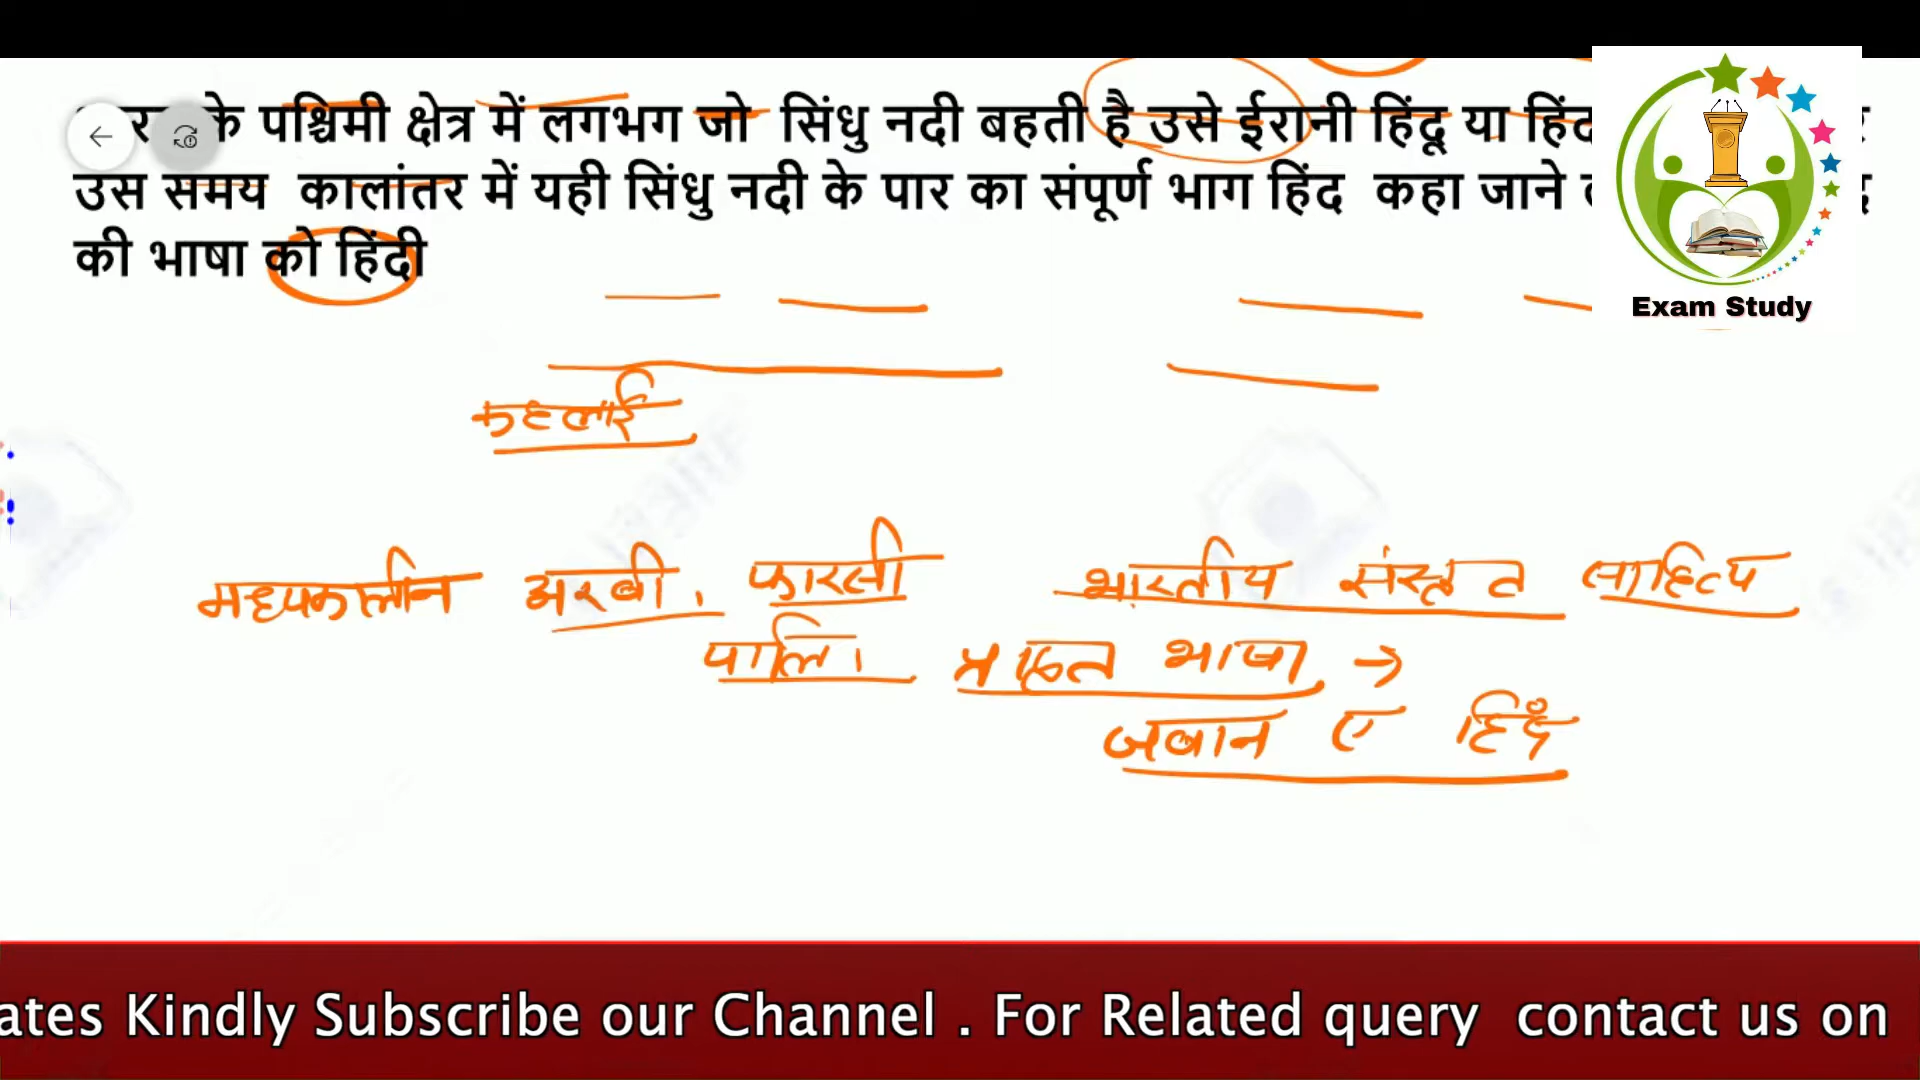 के पश्चिमी क्षेत्र में लगभग जो सिंधु नदी बहती है उसे ईरानी हिंदू या हिंद
उस समय कालांतर में यही सिंधु नदी के पार का संपूर्ण भाग हिंद कहा जाने
की भाषा को हिंदी
Exam Study
कहलाई
मध्यकालीन अरबी, फारसी भारतीय संस्कृत साहित्य
पालि, प्राकृत भाषा →
जबान ए हिंद
ates Kindly Subscribe our Channel . For Related query contact us on